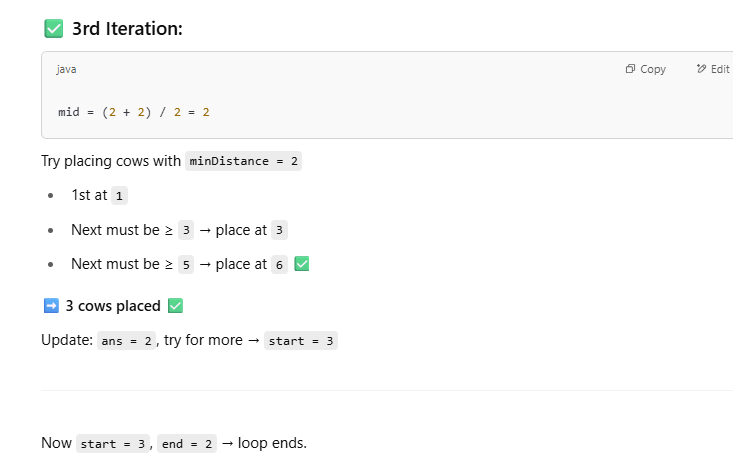 ✅ 3rd Iteration:
java Copy Edit
mid = (2 + 2) / 2 = 2
Try placing cows with minDistance = 2
• 1st at 1
• Next must be ≥ 3 → place at 3
• Next must be ≥ 5 → place at 6 ✅
➡️ 3 cows placed ✅
Update: ans = 2, try for more → start = 3
Now start = 3, end = 2 → loop ends.